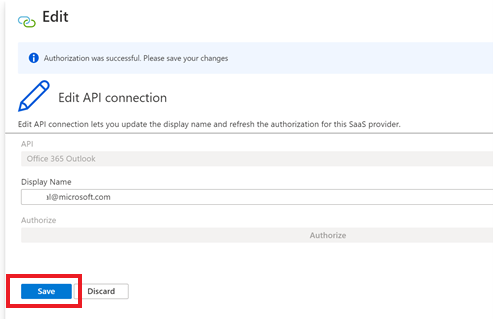 Edit
Authorization was successful. Please save your changes
Edit API connection
Edit API connection lets you update the display name and refresh the authorization for this SaaS provider.
API
Office 365 Outlook
Display Name
al@microsoft.com
Authorize
Authorize
Save
Discard